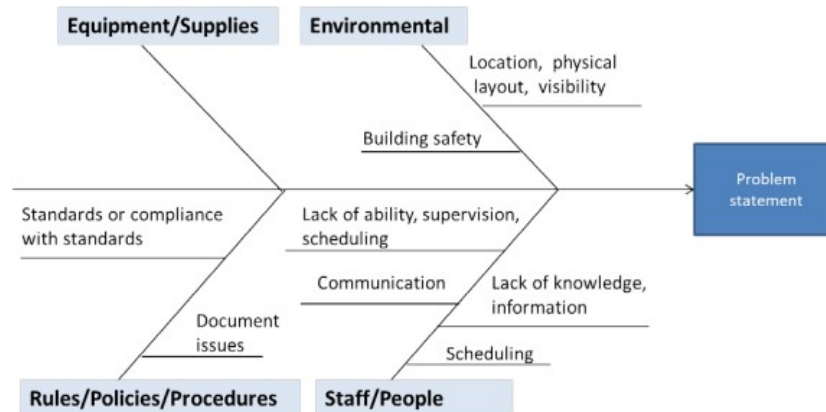 Equipment/Supplies
Environmental
Location, physical
layout, visibility
Building safety
Problem
statement
Standards or compliance
with standards
Lack of ability, supervision,
scheduling
Communication
Lack of knowledge,
information
Document
issues
Scheduling
Rules/Policies/Procedures
Staff/People